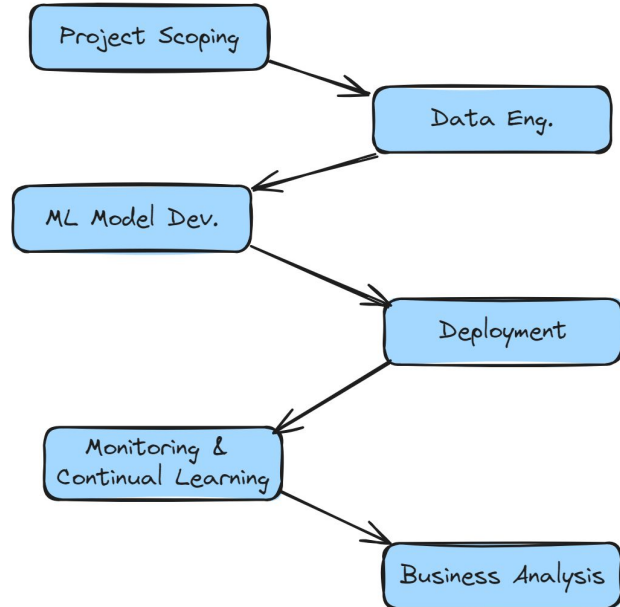 Project Scoping
Data Eng.
ML Model Dev.
Deployment
Monitoring &
Continual Learning
Business Analysis